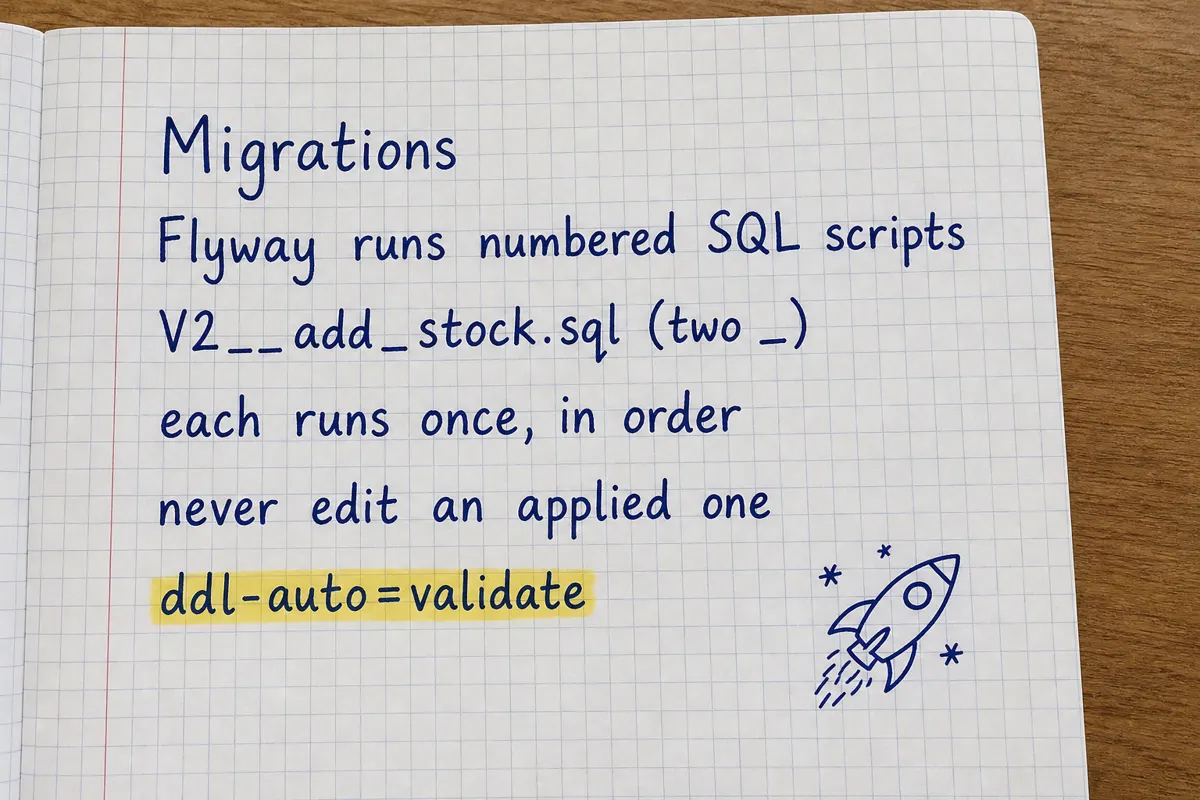 Migrations
Flyway runs numbered SQL scripts
V2__add_stock.sql (two _)
each runs once, in order
never edit an applied one
ddl-auto=validate